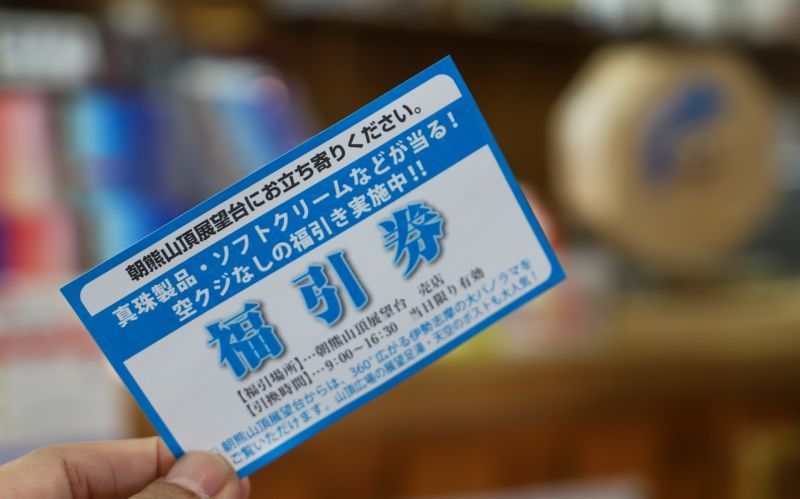 朝熊山頂展望台にお立ち寄りください。
真珠製品・ソフトクリームなどが当る!
空クジなしの福引き実施中!!
福引券
【福引場所】…朝熊山頂展望台 売店
【引換時間】…9:00~16:30 当日限り有効
朝熊山頂展望台からは、360°広がる伊勢志摩の大パノラマを
ご覧いただけます。山頂広場の展望足湯・天空のポストも大人気!